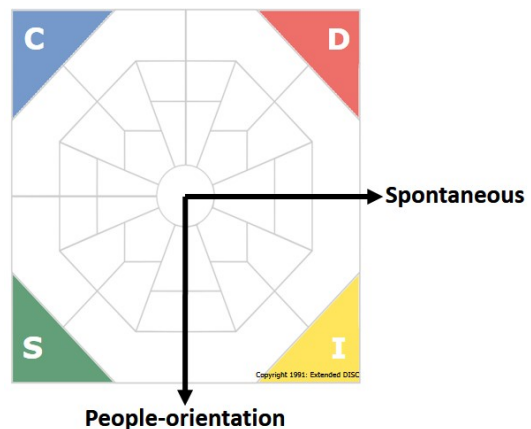 C
D
Spontaneous
S
I
Copyright 1991: Extended DISC
People-orientation